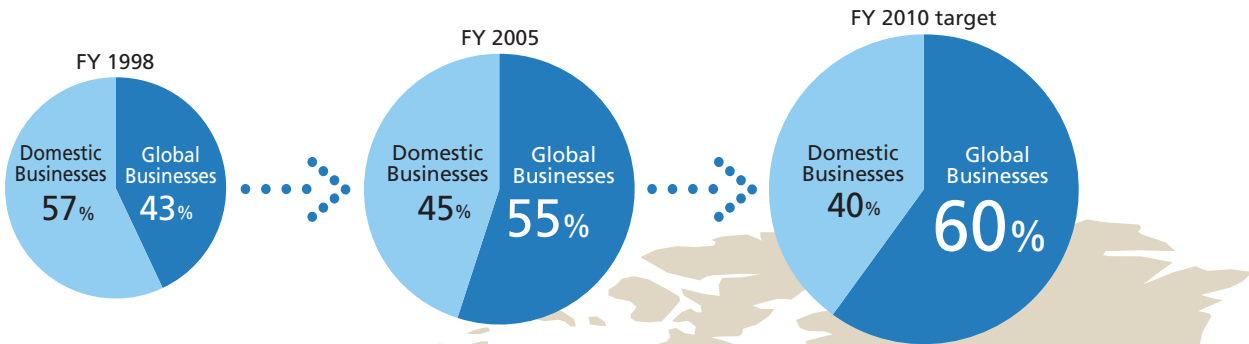 FY 1998
Domestic
Businesses
57%
Global
Businesses
43%
FY 2005
Domestic
Businesses
45%
Global
Businesses
55%
FY 2010 target
Domestic
Businesses
40%
Global
Businesses
60%